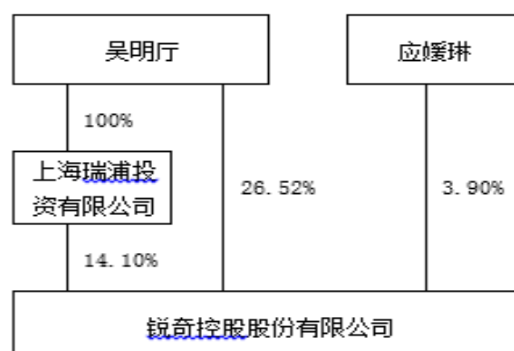 吴明厅
应媛琳
100%
上海瑞浦投
资有限公司
26.52%
3.90%
14.10%
锐奇控股股份有限公司